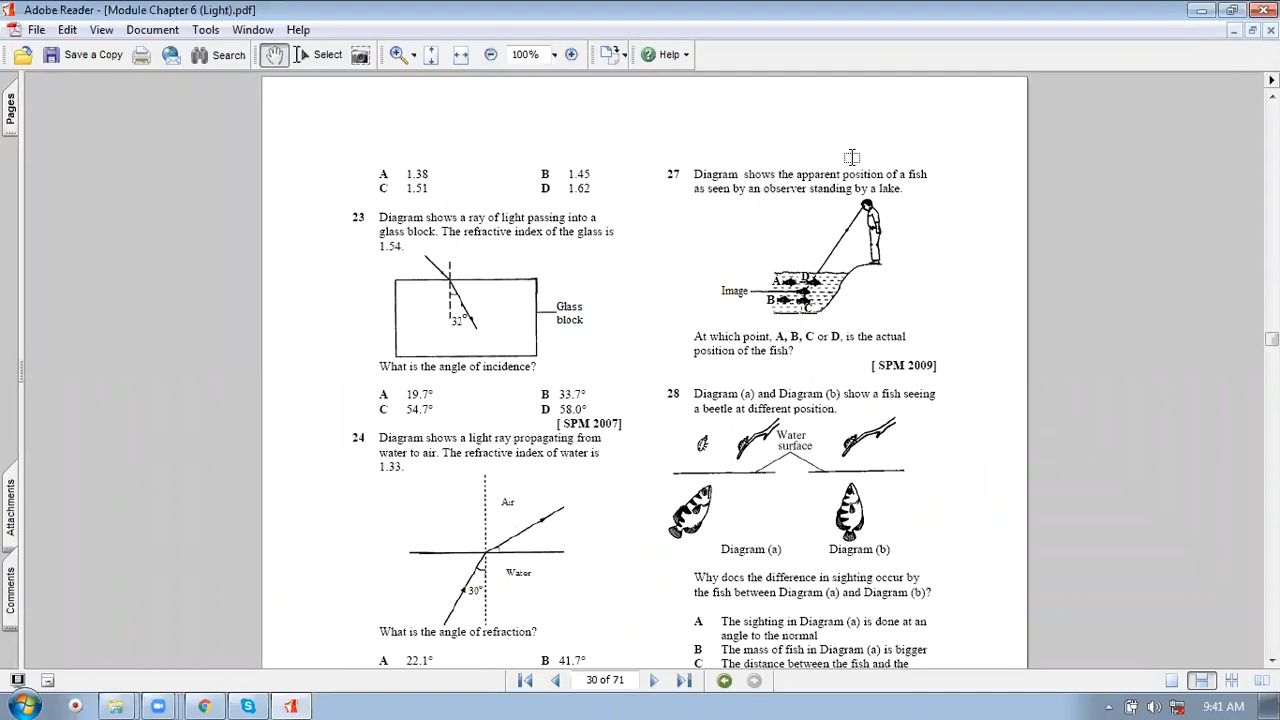 Adobe Reader - [Module Chapter 6 (Light).pdf]
File Edit View Document Tools Window Help
Save a Copy Search Select 100% Help
Pages
Attachments
Comments
A 1.38 B 1.45
C 1.51 D 1.62
23 Diagram shows a ray of light passing into a
glass block. The refractive index of the glass is
1.54.
32°
Glass
block
What is the angle of incidence?
A 19.7° B 33.7°
C 54.7° D 58.0°
[ SPM 2007]
24 Diagram shows a light ray propagating from
water to air. The refractive index of water is
1.33.
Air
Water
30°
What is the angle of refraction?
A 22.1° B 41.7°
27 Diagram shows the apparent position of a fish
as seen by an observer standing by a lake.
A D
Image
B C
At which point, A, B, C or D, is the actual
position of the fish?
[ SPM 2009]
28 Diagram (a) and Diagram (b) show a fish seeing
a beetle at different position.
Water
surface
Diagram (a) Diagram (b)
Why does the difference in sighting occur by
the fish between Diagram (a) and Diagram (b)?
A The sighting in Diagram (a) is done at an
angle to the normal
B The mass of fish in Diagram (a) is bigger
C The distance between the fish and the
30 of 71
9:41 AM